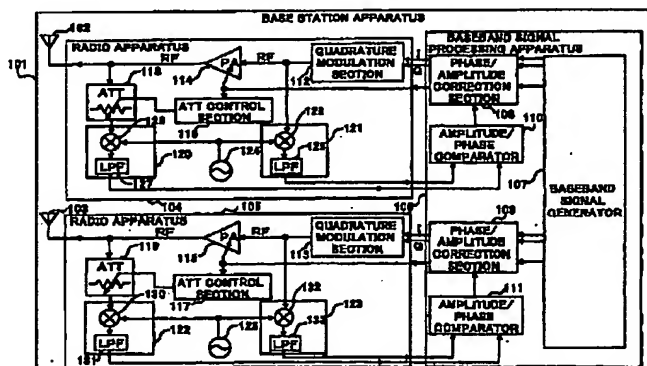 BASE STATION APPARATUS
102
RADIO APPARATUS
RF
RF
PA
114
QUADRATURE
MODULATION
SECTION
112
I
Q
BASEBAND SIGNAL
PROCESSING APPARATUS
PHASE/
AMPLITUDE
CORRECTION
SECTION
108
101
118
ATT
ATT CONTROL
SECTION
116
122
121
128
120
124
LPF
127
LPF
AMPLITUDE/
PHASE
COMPARATOR
110
107
BASEBAND
SIGNAL
GENERATOR
103
104
105
106
RADIO APPARATUS
RF
RF
PA
QUADRATURE
MODULATION
SECTION
I
Q
109
PHASE/
AMPLITUDE
CORRECTION
SECTION
119
ATT
ATT CONTROL
SECTION
117
130
122
132
123
LPF
131
LPF
133
111
AMPLITUDE/
PHASE
COMPARATOR